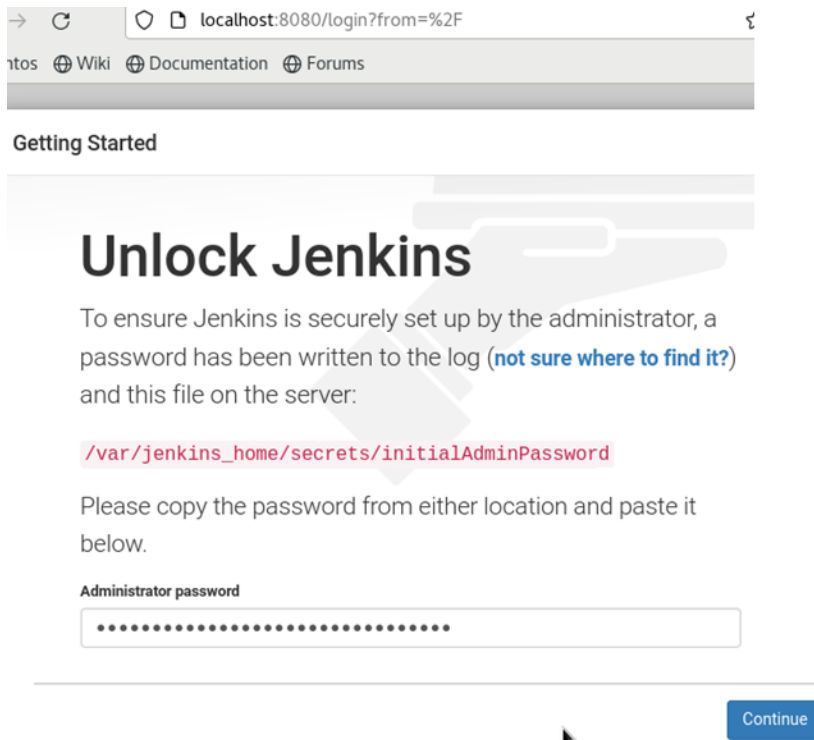 localhost:8080/login?from=%2F
ntos Wiki Documentation Forums
Getting Started
Unlock Jenkins
To ensure Jenkins is securely set up by the administrator, a
password has been written to the log (not sure where to find it?)
and this file on the server:
/var/jenkins_home/secrets/initialAdminPassword
Please copy the password from either location and paste it
below.
Administrator password
••••••••••••••••••••••••••••••••
Continue